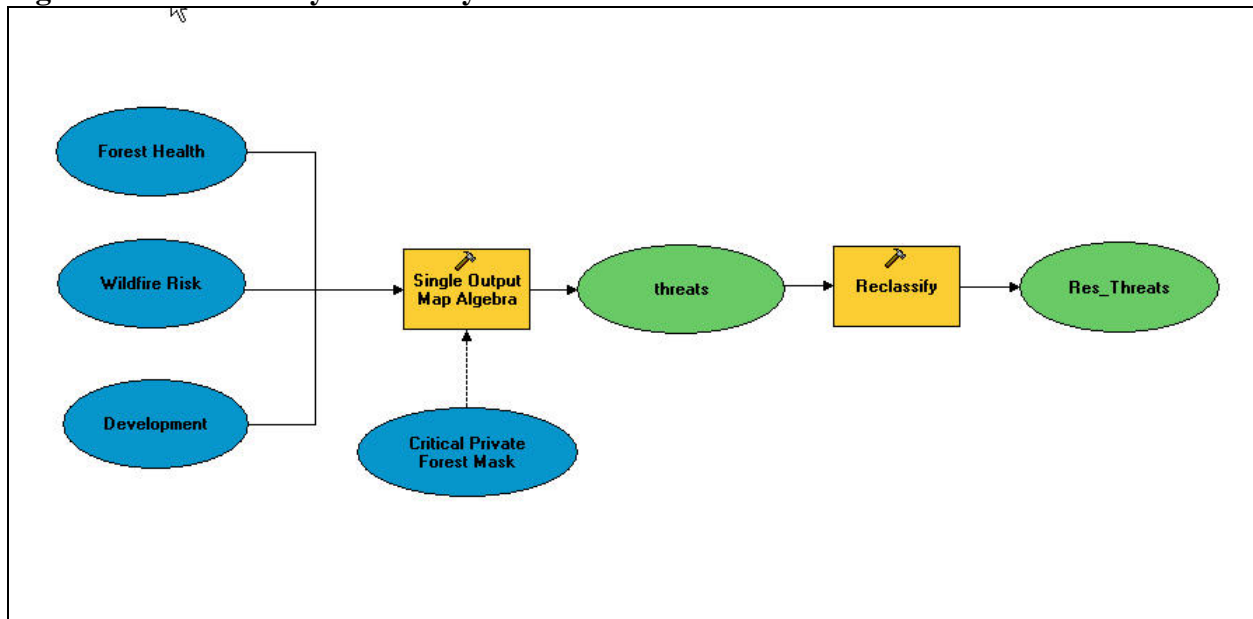 Forest Health
Wildfire Risk
Single Output
Map Algebra
threats
Reclassify
Res_Threats
Development
Critical Private
Forest Mask